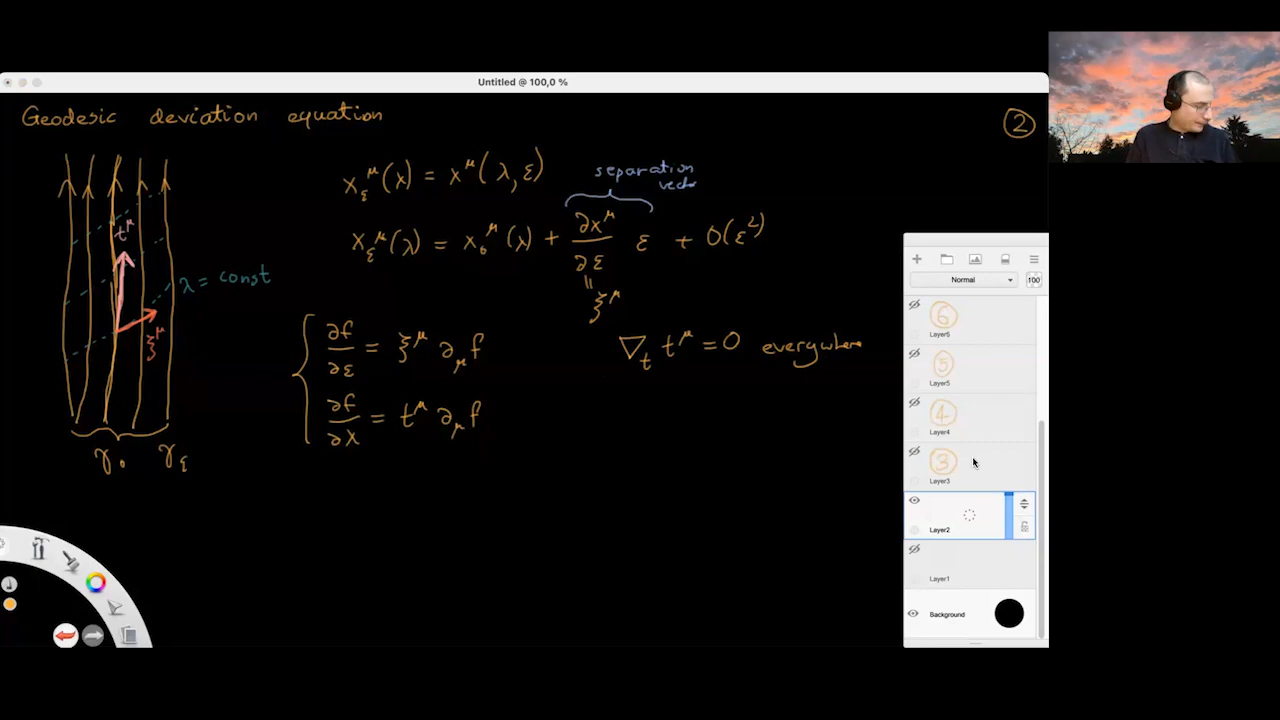 Untitled @ 100,0 %
Geodesic deviation equation
②
x_ε^μ(λ) = x^μ(λ, ε)
separation
vector
x_ε^μ(λ) = x_0^μ(λ) + ∂x^μ/∂ε ε + O(ε²)
=
ξ^μ
t^μ
λ = const
ξ^μ
∂f/∂ε = ξ^μ ∂_μ f
∇_t t^μ = 0 everywhere
∂f/∂λ = t^μ ∂_μ f
γ_0 γ_ε
Normal
100
⑥
Layer6
⑤
Layer5
④
Layer4
③
Layer3
Layer2
Layer1
Background